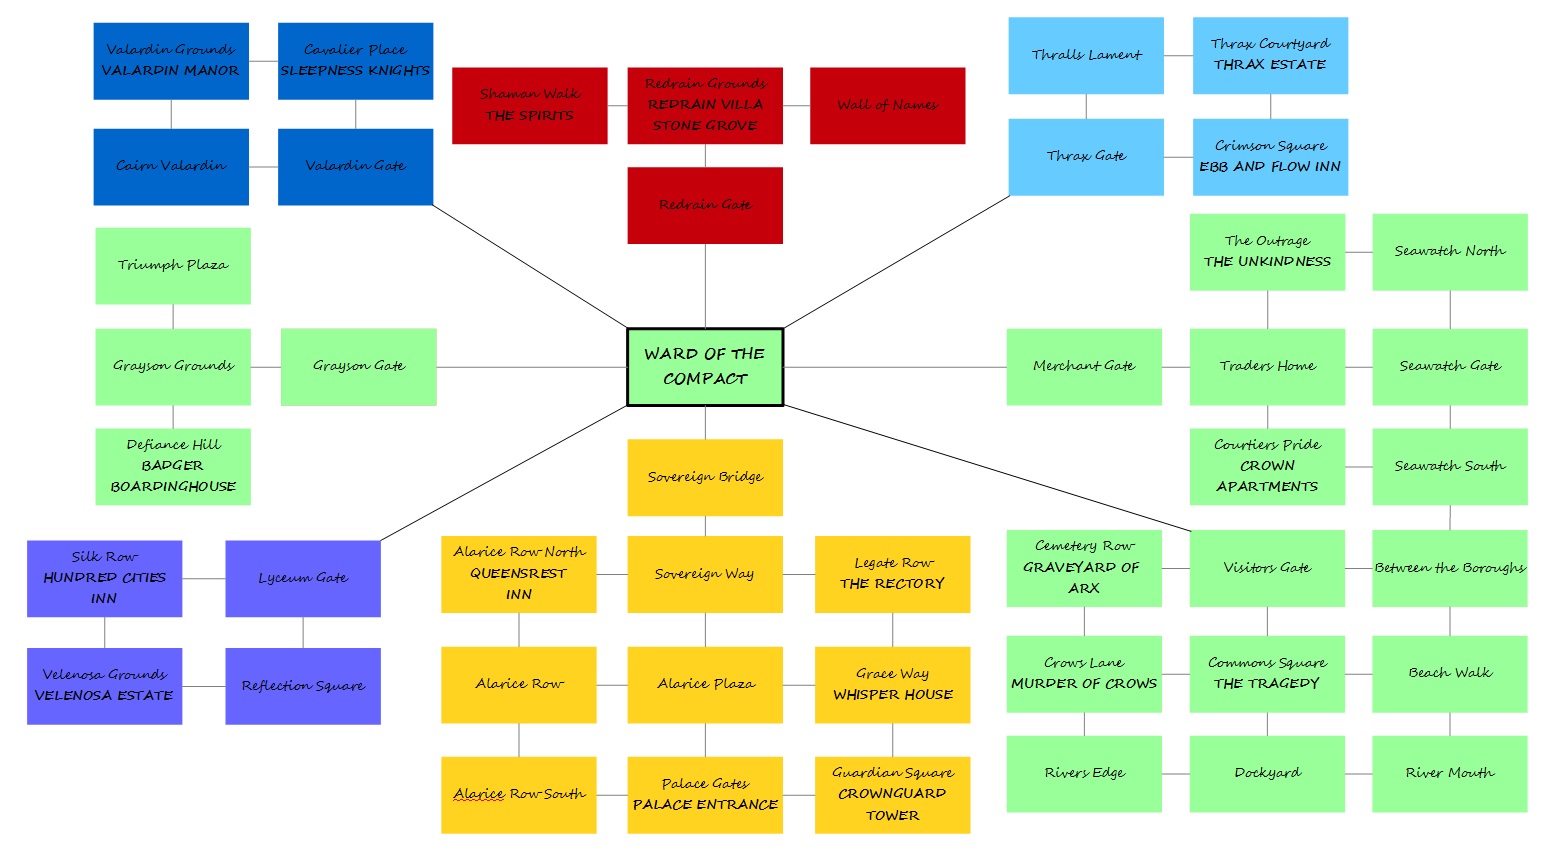 Valardin Grounds
VALARDIN MANOR
Cavalier Place
SLEEPNESS KNIGHTS
Cairn Valardin
Valardin Gate
Shaman Walk
THE SPIRITS
Redrain Grounds
REDRAIN VILLA
STONE GROVE
Wall of Names
Redrain Gate
Thralls Lament
Thrax Courtyard
THRAX ESTATE
Thrax Gate
Crimson Square
EBB AND FLOW INN
Triumph Plaza
Grayson Grounds
Grayson Gate
Defiance Hill
BADGER
BOARDINGHOUSE
WARD OF THE
COMPACT
The Outrage
THE UNKINDNESS
Seawatch North
Merchant Gate
Traders Home
Seawatch Gate
Courtiers Pride
CROWN
APARTMENTS
Seawatch South
Silk Row
HUNDRED CITIES
INN
Lyceum Gate
Velenosa Grounds
VELENOSA ESTATE
Reflection Square
Sovereign Bridge
Alarice Row North
QUEENSREST
INN
Sovereign Way
Legate Row
THE RECTORY
Alarice Row
Alarice Plaza
Grace Way
WHISPER HOUSE
Alarice Row South
Palace Gates
PALACE ENTRANCE
Guardian Square
CROWNGUARD
TOWER
Cemetery Row
GRAVEYARD OF
ARX
Visitors Gate
Between the Boroughs
Crows Lane
MURDER OF CROWS
Commons Square
THE TRAGEDY
Beach Walk
Rivers Edge
Dockyard
River Mouth